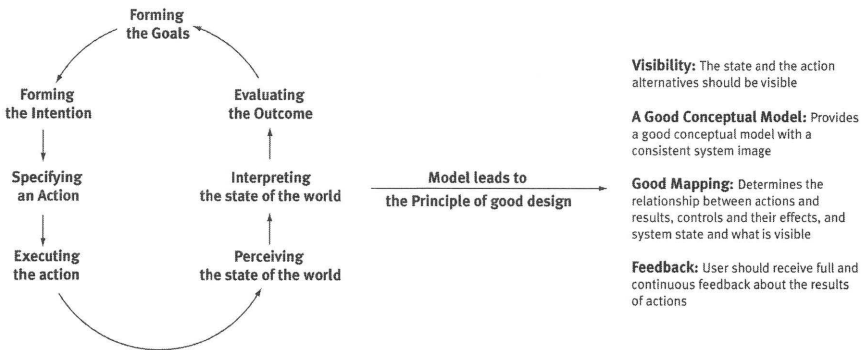 Forming
the Goals
Forming
the Intention
Specifying
an Action
Executing
the action
Perceiving
the state of the world
Interpreting
the state of the world
Evaluating
the Outcome
Model leads to
the Principle of good design
Visibility: The state and the action
alternatives should be visible
A Good Conceptual Model: Provides
a good conceptual model with a
consistent system image
Good Mapping: Determines the
relationship between actions and
results, controls and their effects, and
system state and what is visible
Feedback: User should receive full and
continuous feedback about the results
of actions